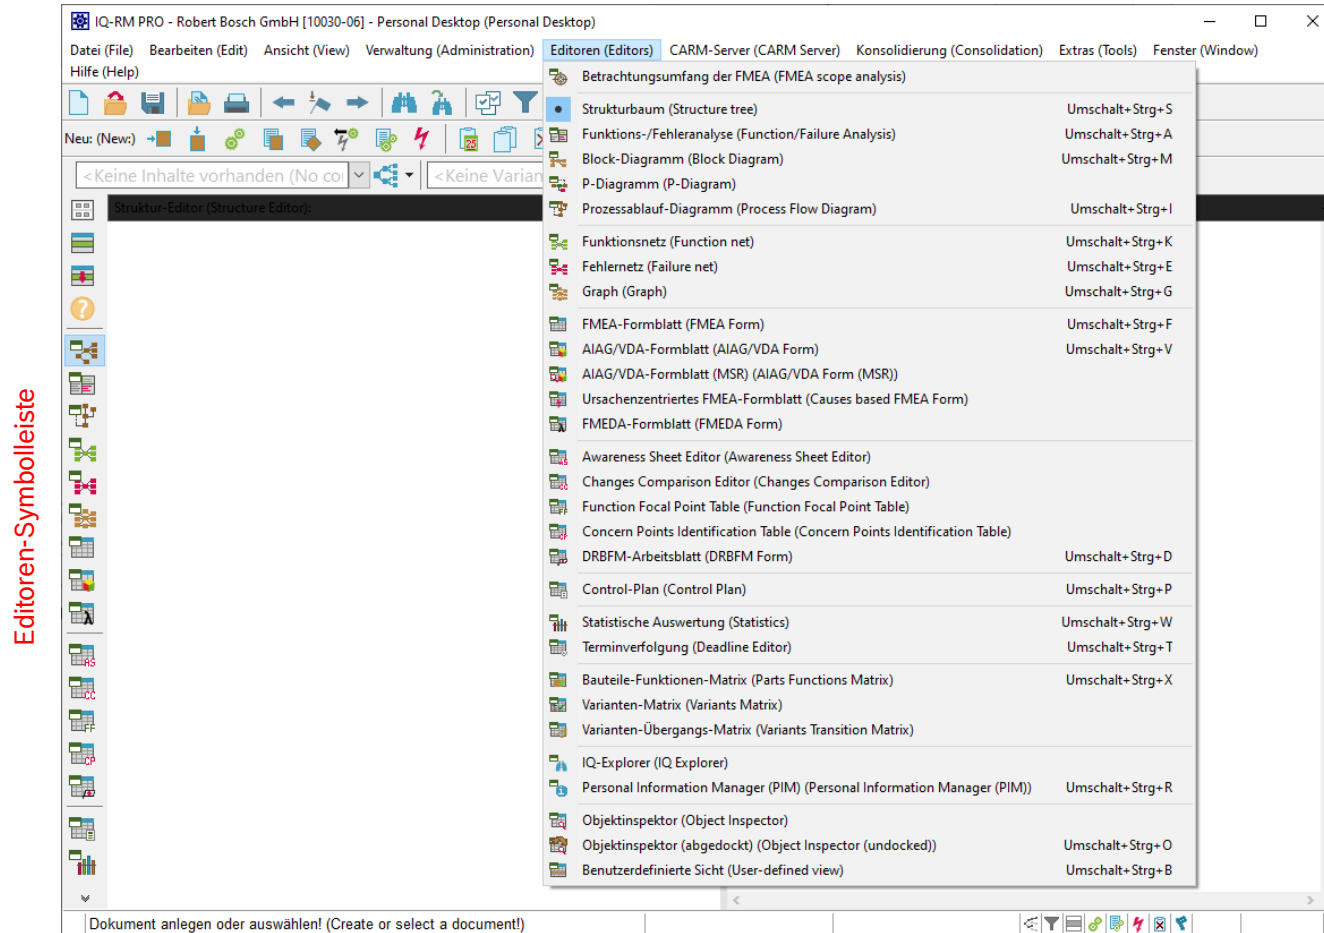 IQ-RM PRO - Robert Bosch GmbH [10030-06] - Personal Desktop (Personal Desktop)
Datei (File) Bearbeiten (Edit) Ansicht (View) Verwaltung (Administration) Editoren (Editors) CARM-Server (CARM Server) Konsolidierung (Consolidation) Extras (Tools) Fenster (Window)
Hilfe (Help)
Neu: (New:)
25
<Keine Inhalte vorhanden (No co
<Keine Varian
Struktur-Editor (Structure Editor):
Editoren-Symbolleiste
Betrachtungsumfang der FMEA (FMEA scope analysis)
Strukturbaum (Structure tree) Umschalt+Strg+S
Funktions-/Fehleranalyse (Function/Failure Analysis) Umschalt+Strg+A
Block-Diagramm (Block Diagram) Umschalt+Strg+M
P-Diagramm (P-Diagram)
Prozessablauf-Diagramm (Process Flow Diagram) Umschalt+Strg+I
Funktionsnetz (Function net) Umschalt+Strg+K
Fehlernetz (Failure net) Umschalt+Strg+E
Graph (Graph) Umschalt+Strg+G
FMEA-Formblatt (FMEA Form) Umschalt+Strg+F
AIAG/VDA-Formblatt (AIAG/VDA Form) Umschalt+Strg+V
AIAG/VDA-Formblatt (MSR) (AIAG/VDA Form (MSR))
Ursachenzentriertes FMEA-Formblatt (Causes based FMEA Form)
FMEDA-Formblatt (FMEDA Form)
Awareness Sheet Editor (Awareness Sheet Editor)
Changes Comparison Editor (Changes Comparison Editor)
Function Focal Point Table (Function Focal Point Table)
Concern Points Identification Table (Concern Points Identification Table)
DRBFM-Arbeitsblatt (DRBFM Form) Umschalt+Strg+D
Control-Plan (Control Plan) Umschalt+Strg+P
Statistische Auswertung (Statistics) Umschalt+Strg+W
Terminverfolgung (Deadline Editor) Umschalt+Strg+T
Bauteile-Funktionen-Matrix (Parts Functions Matrix) Umschalt+Strg+X
Varianten-Matrix (Variants Matrix)
Varianten-Übergangs-Matrix (Variants Transition Matrix)
IQ-Explorer (IQ Explorer)
Personal Information Manager (PIM) (Personal Information Manager (PIM)) Umschalt+Strg+R
Objektinspektor (Object Inspector)
Objektinspektor (abgedockt) (Object Inspector (undocked)) Umschalt+Strg+O
Benutzerdefinierte Sicht (User-defined view) Umschalt+Strg+B
Dokument anlegen oder auswählen! (Create or select a document!)